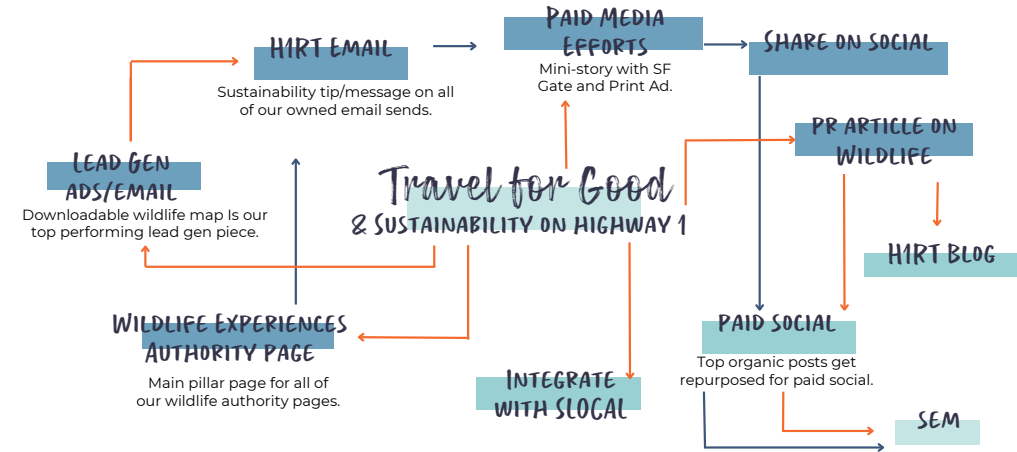 H1RT Email
Sustainability tip/message on all
of our owned email sends.
Paid Media
Efforts
Mini-story with SF
Gate and Print Ad.
Share on Social
PR Article on
Wildlife
Lead Gen
Ads/Email
Downloadable wildlife map Is our
top performing lead gen piece.
Travel for Good
& Sustainability on Highway 1
H1RT Blog
Wildlife Experiences
Authority Page
Main pillar page for all of
our wildlife authority pages.
Integrate
with SLOCAL
Paid Social
Top organic posts get
repurposed for paid social.
SEM